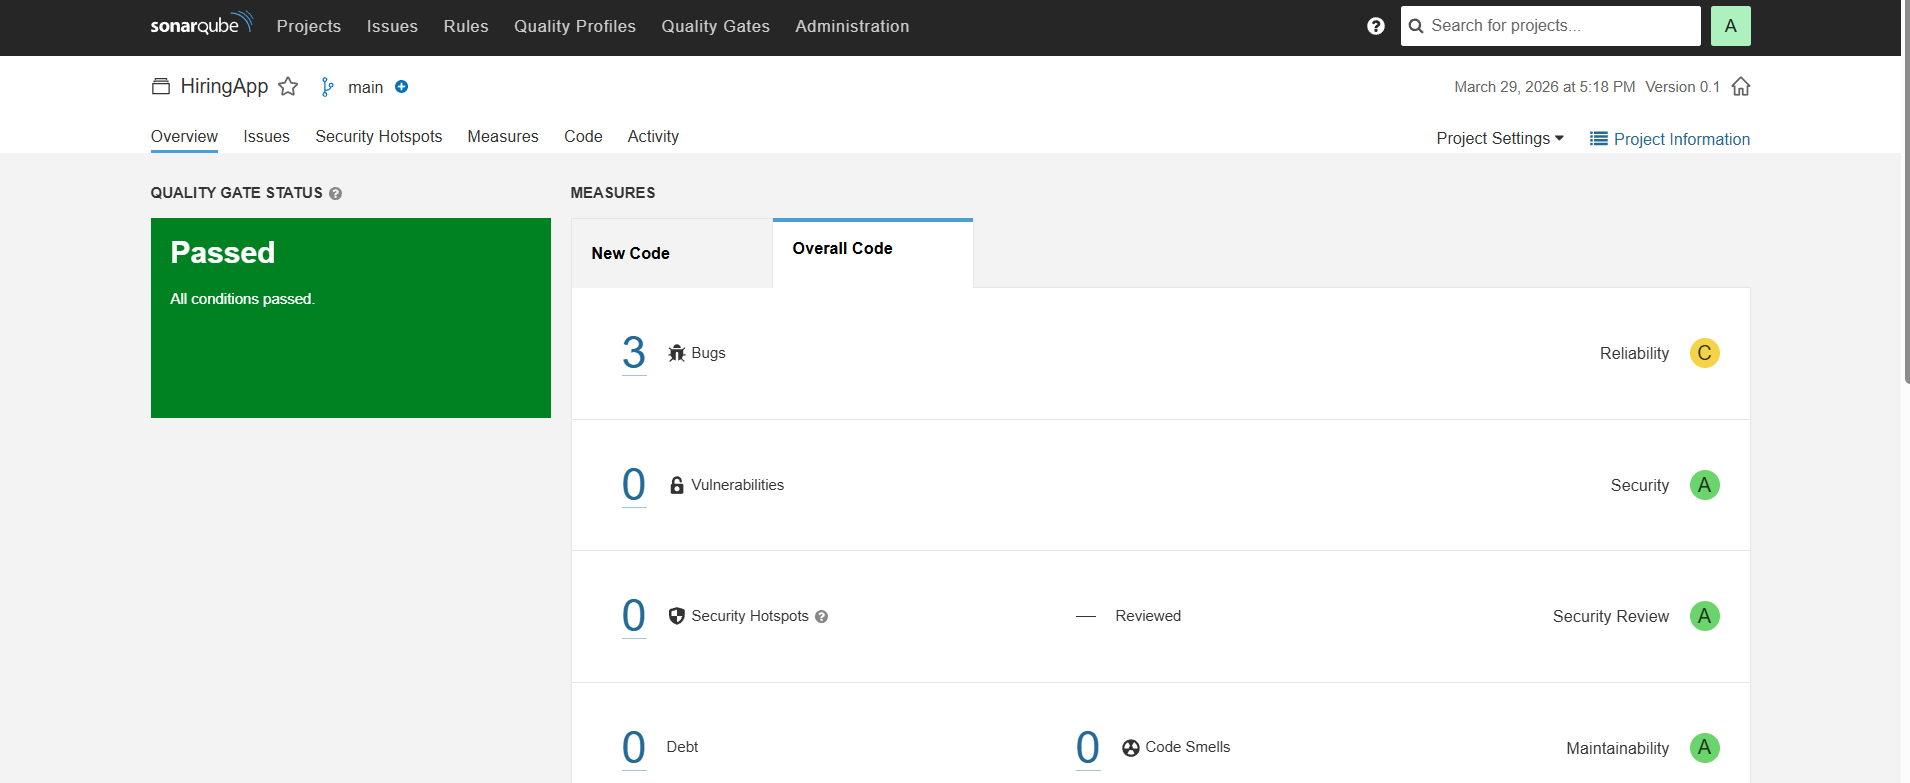 sonarqube Projects Issues Rules Quality Profiles Quality Gates Administration ? Search for projects... A
HiringApp main March 29, 2026 at 5:18 PM Version 0.1
Overview Issues Security Hotspots Measures Code Activity Project Settings Project Information
QUALITY GATE STATUS ? MEASURES
Passed
All conditions passed.
New Code Overall Code
3 Bugs Reliability C
0 Vulnerabilities Security A
0 Security Hotspots ? — Reviewed Security Review A
0 Debt 0 Code Smells Maintainability A